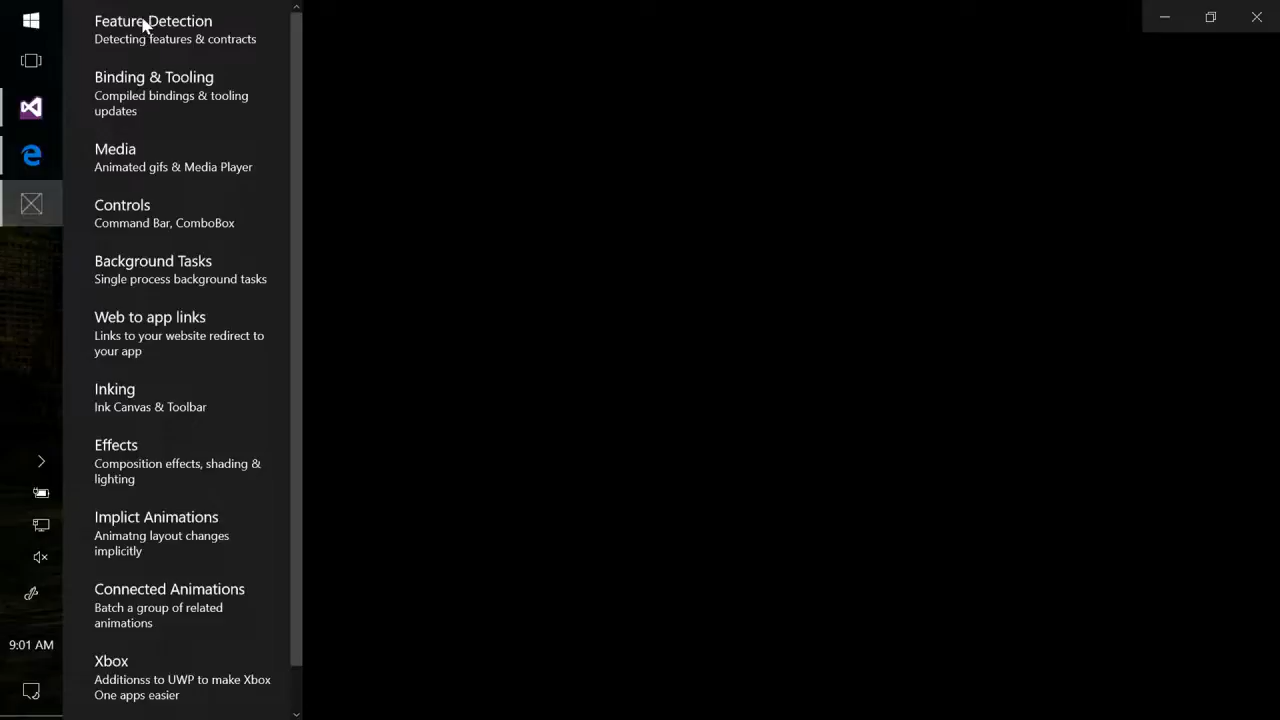 Feature Detection
Detecting features & contracts
Binding & Tooling
Compiled bindings & tooling
updates
Media
Animated gifs & Media Player
Controls
Command Bar, ComboBox
Background Tasks
Single process background tasks
Web to app links
Links to your website redirect to
your app
Inking
Ink Canvas & Toolbar
Effects
Composition effects, shading &
lighting
Implict Animations
Animatng layout changes
implicitly
Connected Animations
Batch a group of related
animations
Xbox
Additionss to UWP to make Xbox
One apps easier
9:01 AM